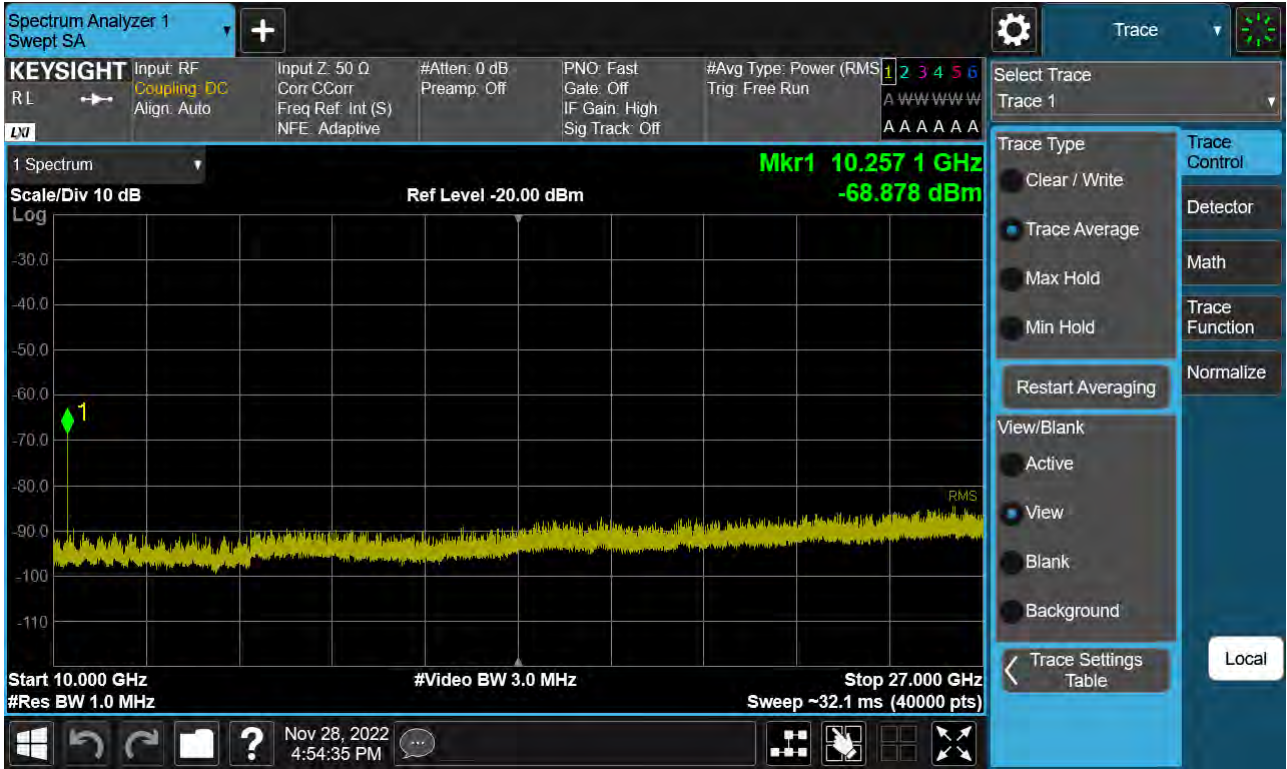 Spectrum Analyzer 1
Swept SA
+
Trace
KEYSIGHT
R L
LXI
Input: RF
Coupling: DC
Align: Auto
Input Z: 50 Ω
Corr CCorr
Freq Ref: Int (S)
NFE: Adaptive
#Atten: 0 dB
Preamp: Off
PNO: Fast
Gate: Off
IF Gain: High
Sig Track: Off
#Avg Type: Power (RMS
Trig: Free Run
1 2 3 4 5 6
A W W W W W
A A A A A A
Select Trace
Trace 1
1 Spectrum
Scale/Div 10 dB
Ref Level -20.00 dBm
Mkr1 10.257 1 GHz
-68.878 dBm
Log
-30.0
-40.0
-50.0
-60.0
-70.0
-80.0
-90.0
-100
-110
1
RMS
Start 10.000 GHz
#Res BW 1.0 MHz
#Video BW 3.0 MHz
Stop 27.000 GHz
Sweep ~32.1 ms (40000 pts)
Trace Type
Clear / Write
Trace Average
Max Hold
Min Hold
Restart Averaging
View/Blank
Active
View
Blank
Background
Trace Settings
Table
Trace
Control
Detector
Math
Trace
Function
Normalize
Local
?
Nov 28, 2022
4:54:35 PM